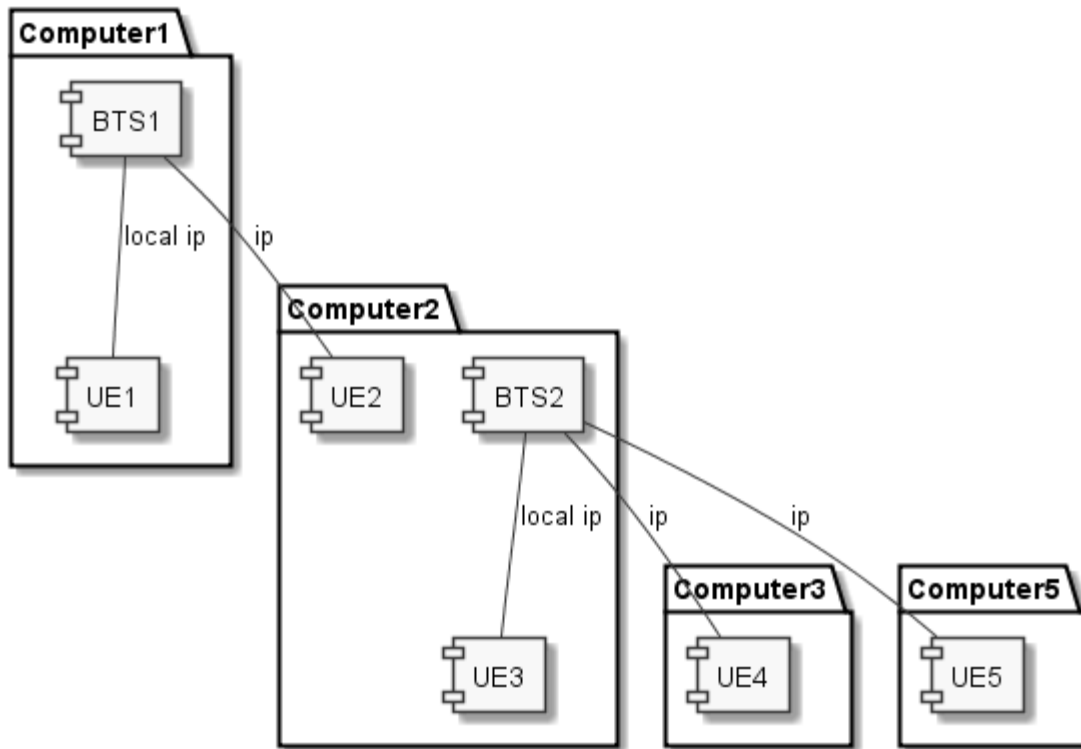 Computer1
BTS1
local ip
ip
Computer2
UE1
UE2
BTS2
local ip
ip
ip
Computer3
Computer5
UE3
UE4
UE5